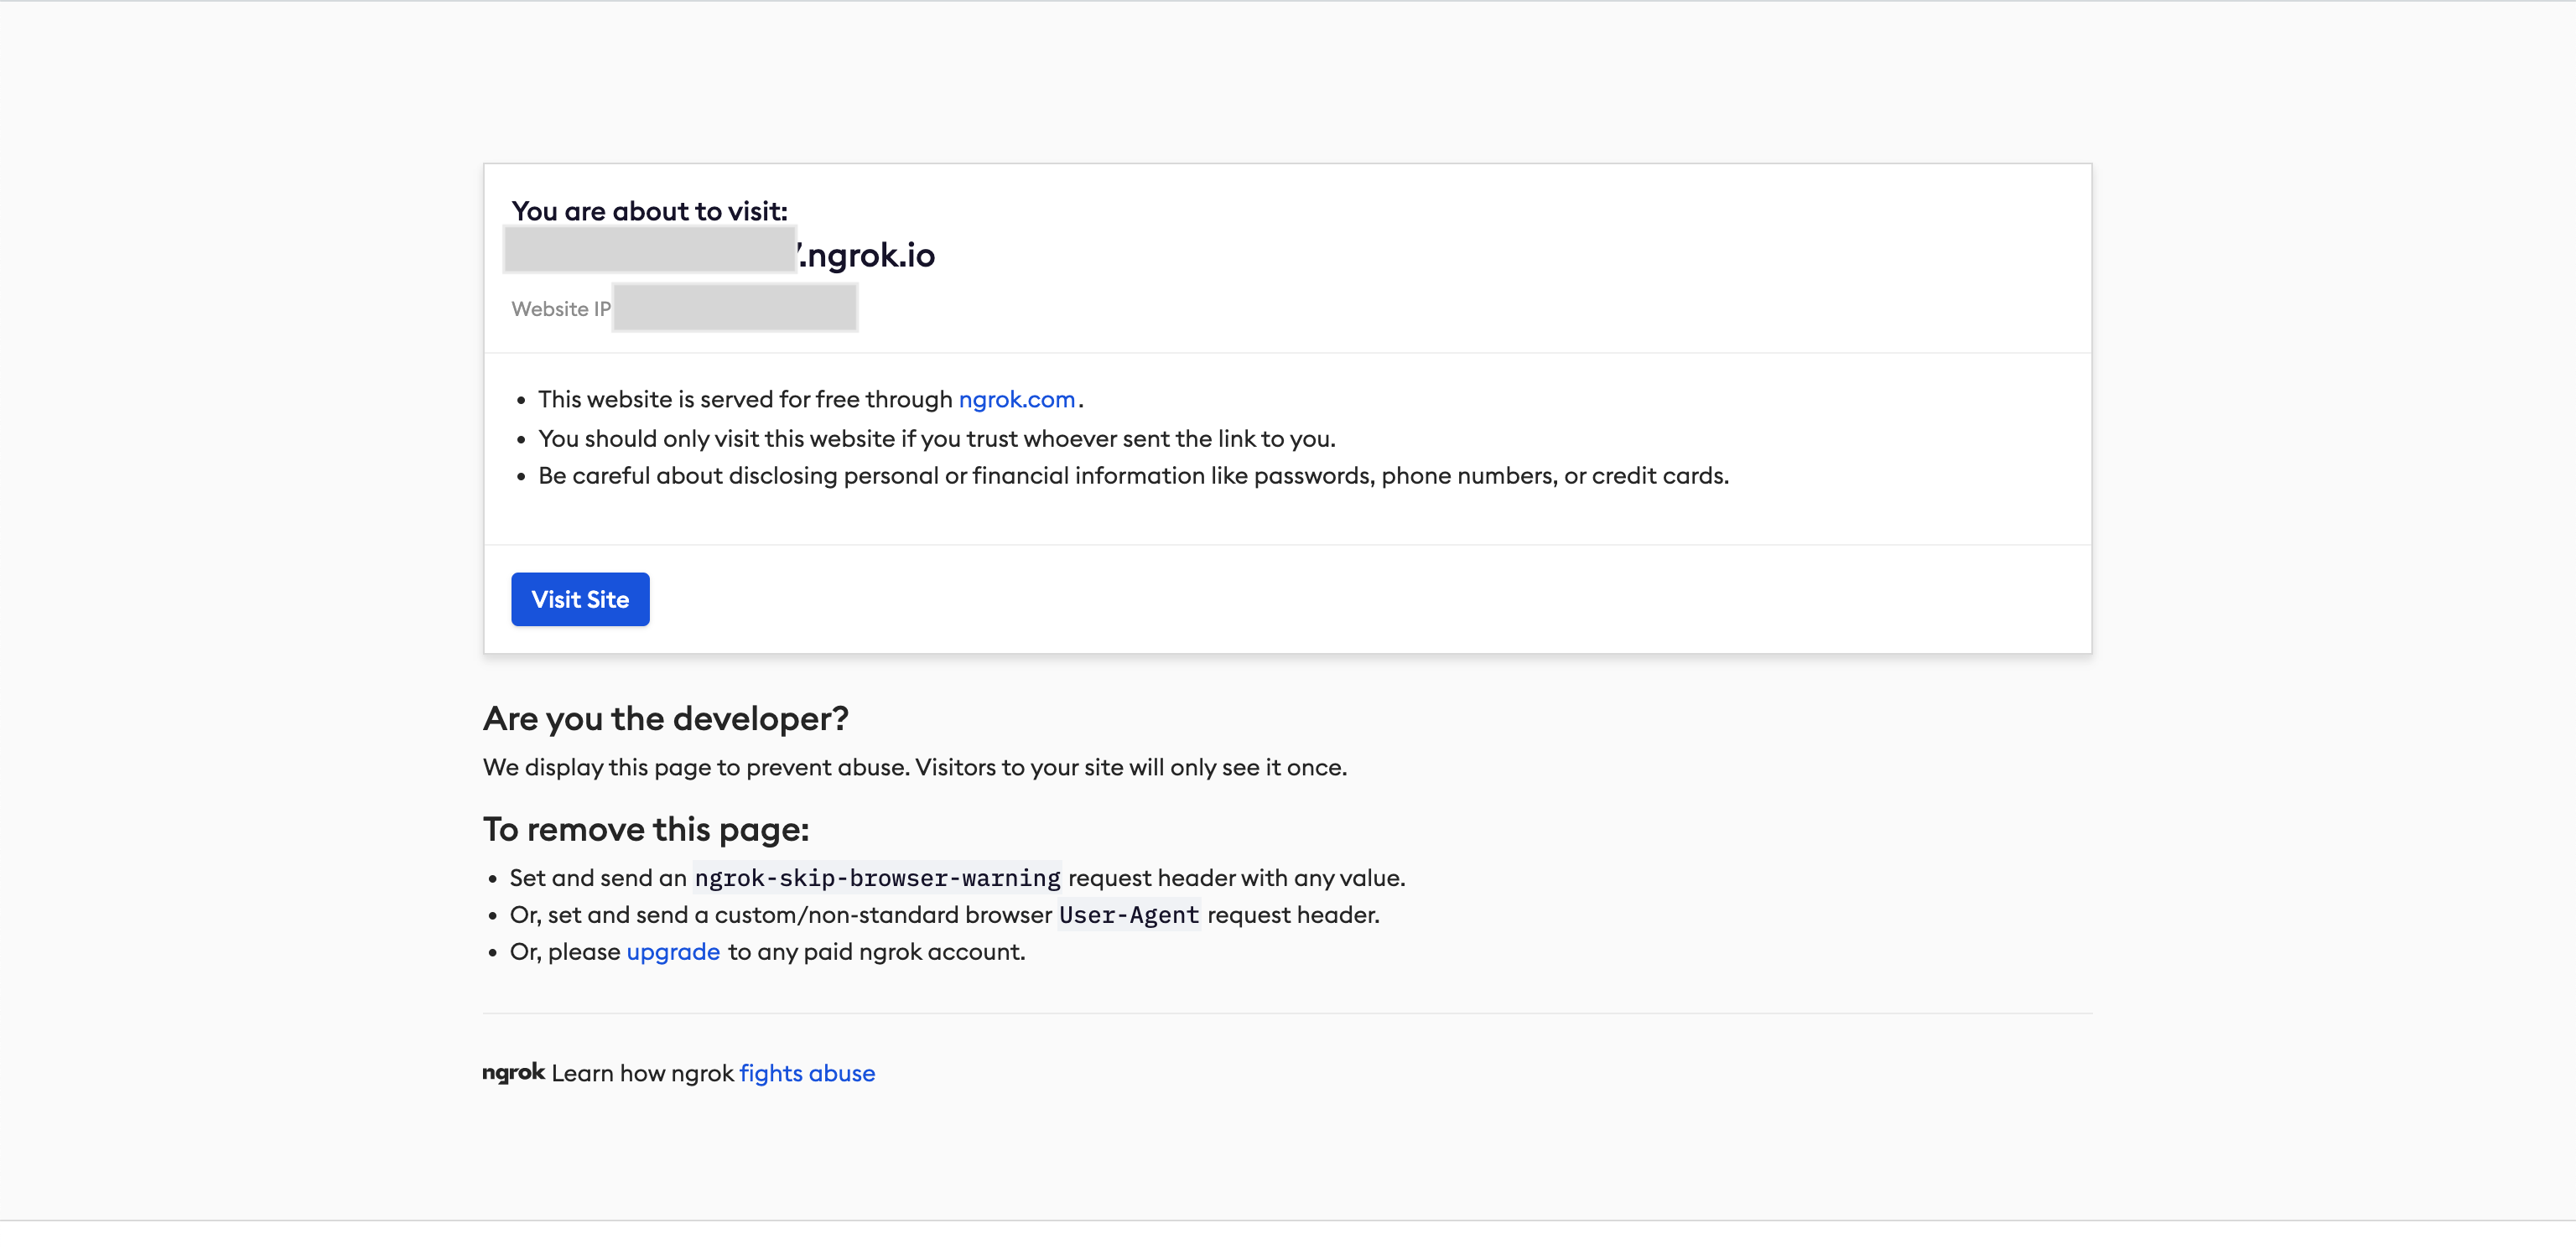 You are about to visit:
.ngrok.io
Website IP
• This website is served for free through ngrok.com.
• You should only visit this website if you trust whoever sent the link to you.
• Be careful about disclosing personal or financial information like passwords, phone numbers, or credit cards.
Visit Site
Are you the developer?
We display this page to prevent abuse. Visitors to your site will only see it once.
To remove this page:
• Set and send an ngrok-skip-browser-warning request header with any value.
• Or, set and send a custom/non-standard browser User-Agent request header.
• Or, please upgrade to any paid ngrok account.
ngrok Learn how ngrok fights abuse